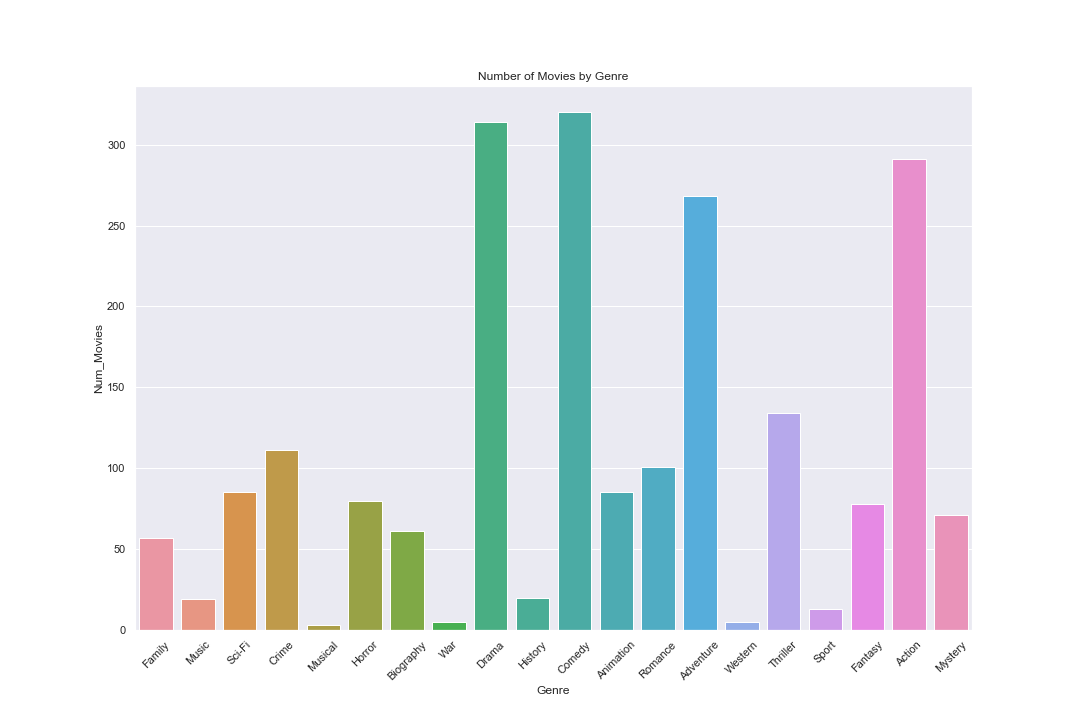 Number of Movies by Genre
Num_Movies
300
250
200
150
100
50
0
Family
Music
Sci-Fi
Crime
Musical
Horror
Biography
War
Drama
History
Comedy
Animation
Romance
Adventure
Western
Thriller
Sport
Fantasy
Action
Mystery
Genre